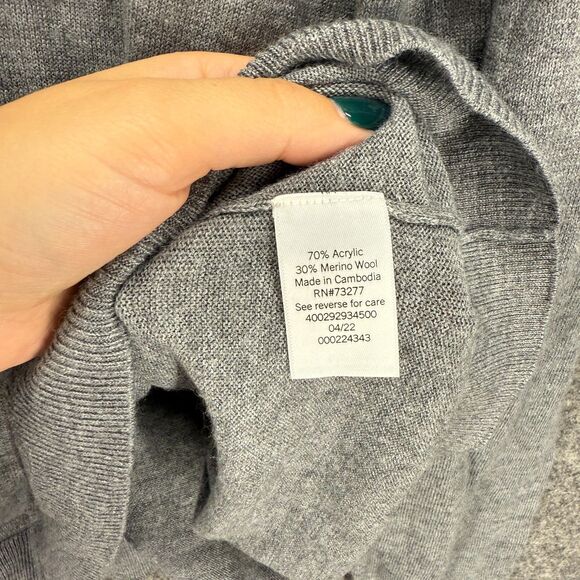 70% Acrylic
30% Merino Wool
Made in Cambodia
RN#73277
See reverse for care
400292934500
04/22
000224343